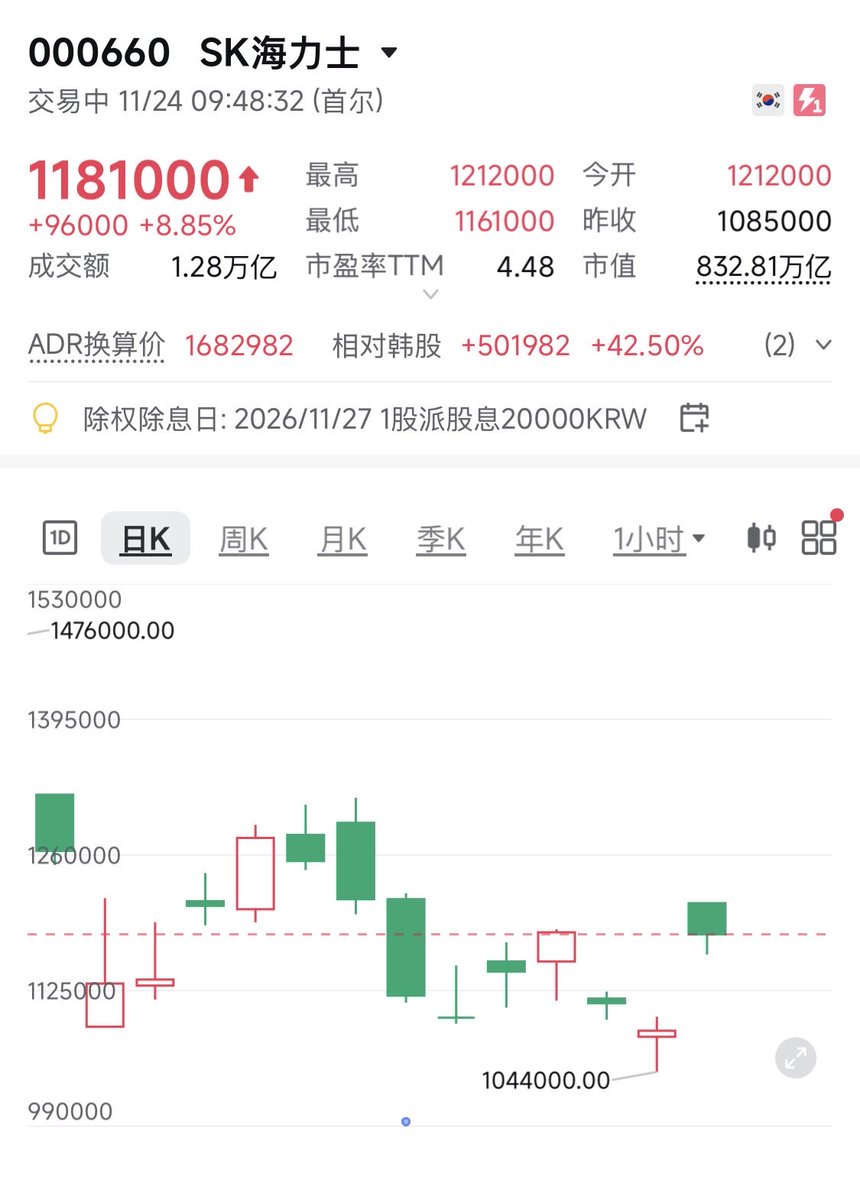 000660 SK海力士
交易中 11/24 09:48:32 (首尔)
1
1181000 最高 1212000 今开 1212000
+96000 +8.85% 最低 1161000 昨收 1085000
成交额 1.28万亿 市盈率TTM 4.48 市值 832.81万亿
ADR换算价 1682982 相对韩股 +501982 +42.50% (2)
除权除息日: 2026/11/27 1股派股息20000KRW
1D 日K 周K 月K 季K 年K 1小时
1530000
1476000.00
1395000
1260000
1125000
1044000.00
990000